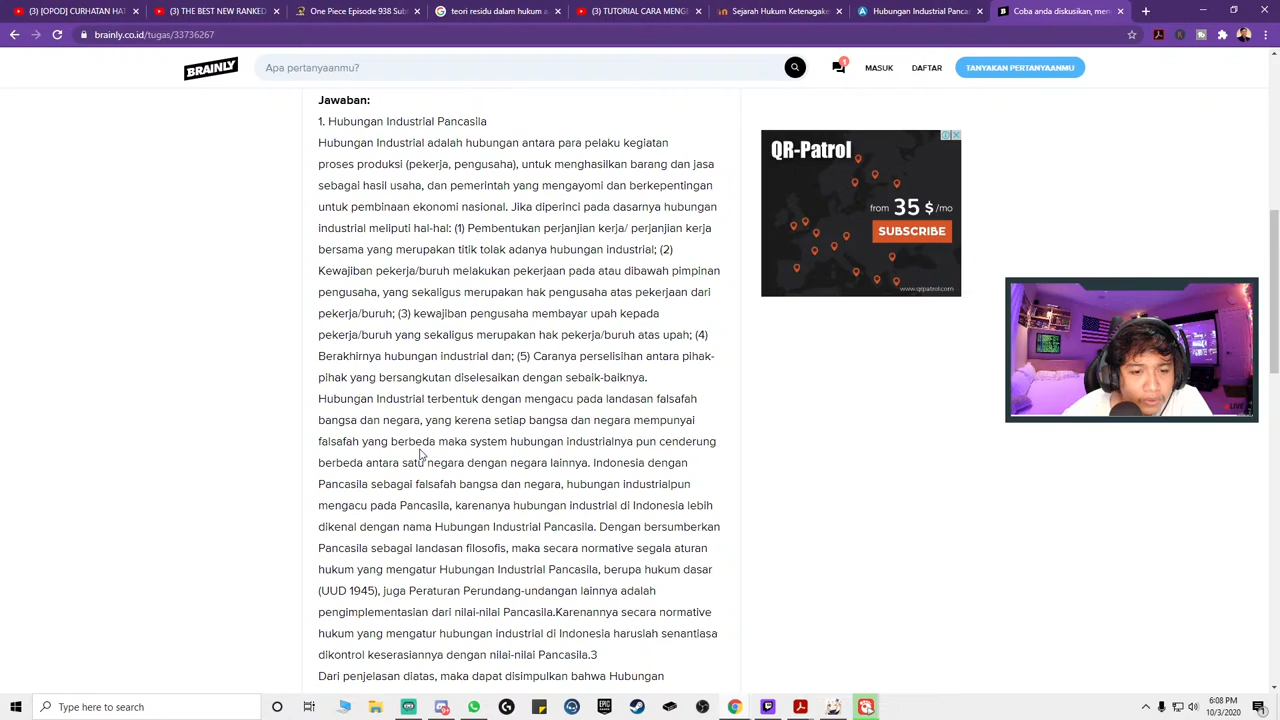 (3) [OPOD] CURHATAN HAT
(3) THE BEST NEW RANKED
One Piece Episode 938 Sub
teori residu dalam hukum a
(3) TUTORIAL CARA MENG
Sejarah Hukum Ketenagake
Hubungan Industrial Panca
Coba anda diskusikan, men
brainly.co.id/tugas/33736267
BRAINLY
Apa pertanyaanmu?
1
MASUK
DAFTAR
TANYAKAN PERTANYAANMU
Jawaban:
1. Hubungan Industrial Pancasila
Hubungan Industrial adalah hubungan antara para pelaku kegiatan
proses produksi (pekerja, pengusaha), untuk menghasilkan barang dan jasa
sebagai hasil usaha, dan pemerintah yang mengayomi dan berkepentingan
untuk pembinaan ekonomi nasional. Jika diperinci pada dasarnya hubungan
industrial meliputi hal-hal: (1) Pembentukan perjanjian kerja/ perjanjian kerja
bersama yang merupakan titik tolak adanya hubungan industrial; (2)
Kewajiban pekerja/buruh melakukan pekerjaan pada atau dibawah pimpinan
pengusaha, yang sekaligus merupakan hak pengusaha atas pekerjaan dari
pekerja/buruh; (3) kewajiban pengusaha membayar upah kepada
pekerja/buruh yang sekaligus merupakan hak pekerja/buruh atas upah; (4)
Berakhirnya hubungan industrial dan; (5) Caranya perselisihan antara pihak-
pihak yang bersangkutan diselesaikan dengan sebaik-baiknya.
Hubungan Industrial terbentuk dengan mengacu pada landasan falsafah
bangsa dan negara, yang kerena setiap bangsa dan negara mempunyai
falsafah yang berbeda maka system hubungan industrialnya pun cenderung
berbeda antara satu negara dengan negara lainnya. Indonesia dengan
Pancasila sebagai falsafah bangsa dan negara, hubungan industrialpun
mengacu pada Pancasila, karenanya hubungan industrial di Indonesia lebih
dikenal dengan nama Hubungan Industrial Pancasila. Dengan bersumberkan
Pancasila sebagai landasan filosofis, maka secara normative segala aturan
hukum yang mengatur Hubungan Industrial Pancasila, berupa hukum dasar
(UUD 1945), juga Peraturan Perundang-undangan lainnya adalah
pengimplementasian dari nilai-nilai Pancasila.Karenannya secara normative
hukum yang mengatur hubungan industrial di Indonesia haruslah senantiasa
dikontrol keserasiannya dengan nilai-nilai Pancasila.3
Dari penjelasan diatas, maka dapat disimpulkan bahwa Hubungan
QR-Patrol
from 35 $/mo
SUBSCRIBE
www.qrpatrol.com
LIVE
Type here to search
EPIC
GAMES
6:08 PM
10/3/2020
1